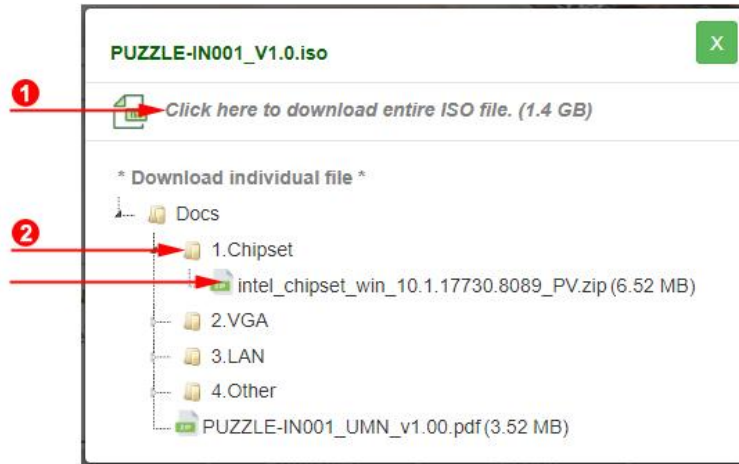 PUZZLE-IN001_V1.0.iso
X
1
Click here to download entire ISO file. (1.4 GB)
* Download individual file *
Docs
2
1.Chipset
intel_chipset_win_10.1.17730.8089_PV.zip (6.52 MB)
2.VGA
3.LAN
4.Other
PUZZLE-IN001_UMN_v1.00.pdf (3.52 MB)